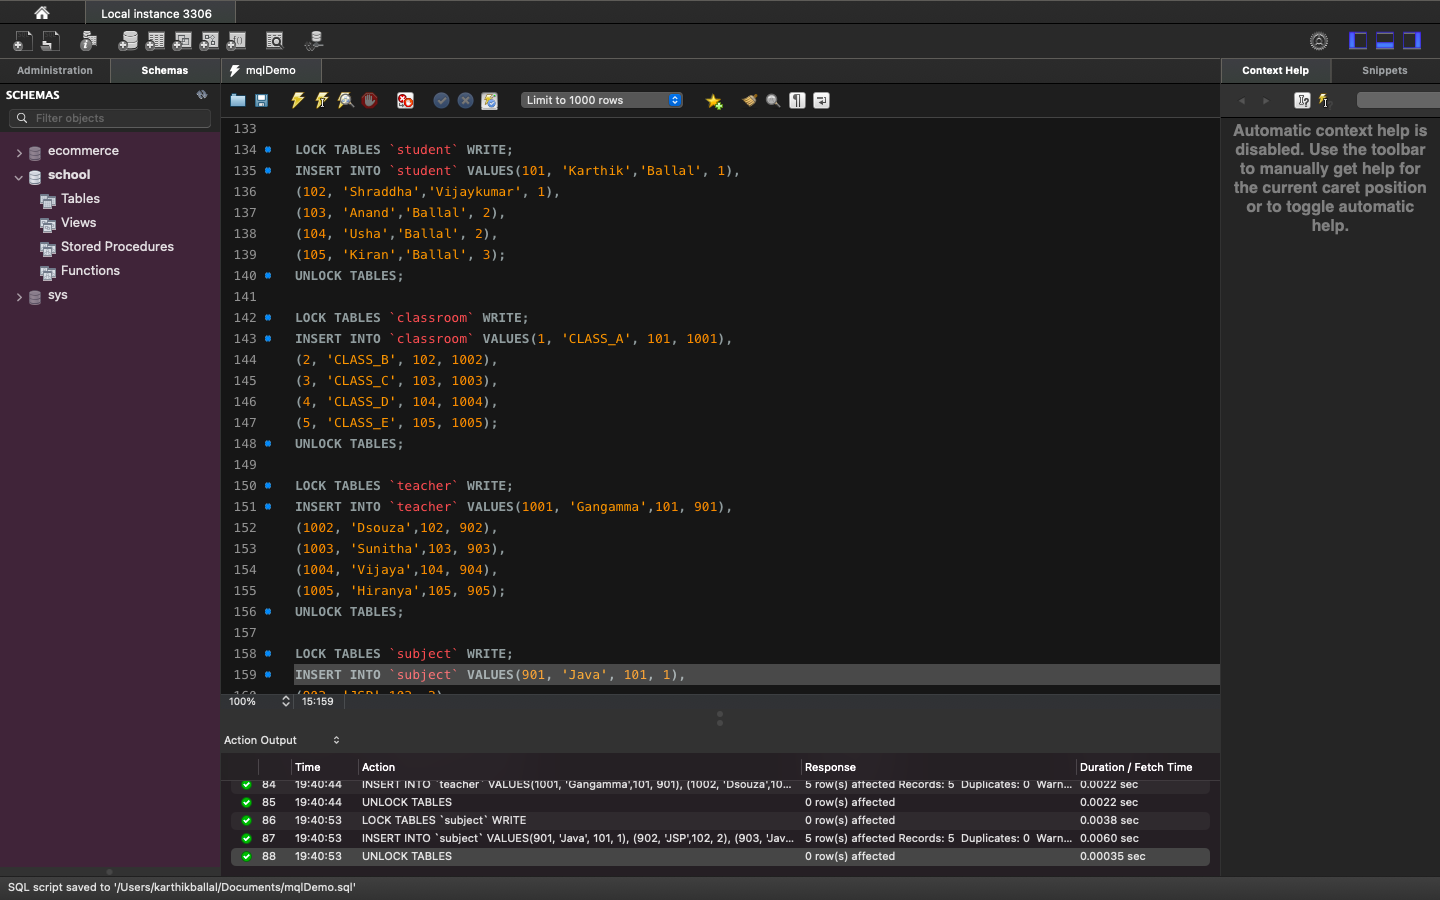 Local instance 3306
Administration
Schemas
mqlDemo
Context Help
Snippets
SCHEMAS
Filter objects
ecommerce
school
Tables
Views
Stored Procedures
Functions
sys
Limit to 1000 rows
133
134 LOCK TABLES `student` WRITE;
135 INSERT INTO `student` VALUES(101, 'Karthik','Ballal', 1),
136 (102, 'Shraddha','Vijaykumar', 1),
137 (103, 'Anand','Ballal', 2),
138 (104, 'Usha','Ballal', 2),
139 (105, 'Kiran','Ballal', 3);
140 UNLOCK TABLES;
141
142 LOCK TABLES `classroom` WRITE;
143 INSERT INTO `classroom` VALUES(1, 'CLASS_A', 101, 1001),
144 (2, 'CLASS_B', 102, 1002),
145 (3, 'CLASS_C', 103, 1003),
146 (4, 'CLASS_D', 104, 1004),
147 (5, 'CLASS_E', 105, 1005);
148 UNLOCK TABLES;
149
150 LOCK TABLES `teacher` WRITE;
151 INSERT INTO `teacher` VALUES(1001, 'Gangamma',101, 901),
152 (1002, 'Dsouza',102, 902),
153 (1003, 'Sunitha',103, 903),
154 (1004, 'Vijaya',104, 904),
155 (1005, 'Hiranya',105, 905);
156 UNLOCK TABLES;
157
158 LOCK TABLES `subject` WRITE;
159 INSERT INTO `subject` VALUES(901, 'Java', 101, 1),
100%
15:159
Automatic context help is
disabled. Use the toolbar
to manually get help for
the current caret position
or to toggle automatic
help.
Action Output
Time Action Response Duration / Fetch Time
84 19:40:44 INSERT INTO `teacher` VALUES(1001, 'Gangamma',101, 901), (1002, 'Dsouza',10... 5 row(s) affected Records: 5 Duplicates: 0 Warn... 0.0022 sec
85 19:40:44 UNLOCK TABLES 0 row(s) affected 0.0022 sec
86 19:40:53 LOCK TABLES `subject` WRITE 0 row(s) affected 0.0038 sec
87 19:40:53 INSERT INTO `subject` VALUES(901, 'Java', 101, 1), (902, 'JSP',102, 2), (903, 'Jav... 5 row(s) affected Records: 5 Duplicates: 0 Warn... 0.0060 sec
88 19:40:53 UNLOCK TABLES 0 row(s) affected 0.00035 sec
SQL script saved to '/Users/karthikballal/Documents/mqlDemo.sql'